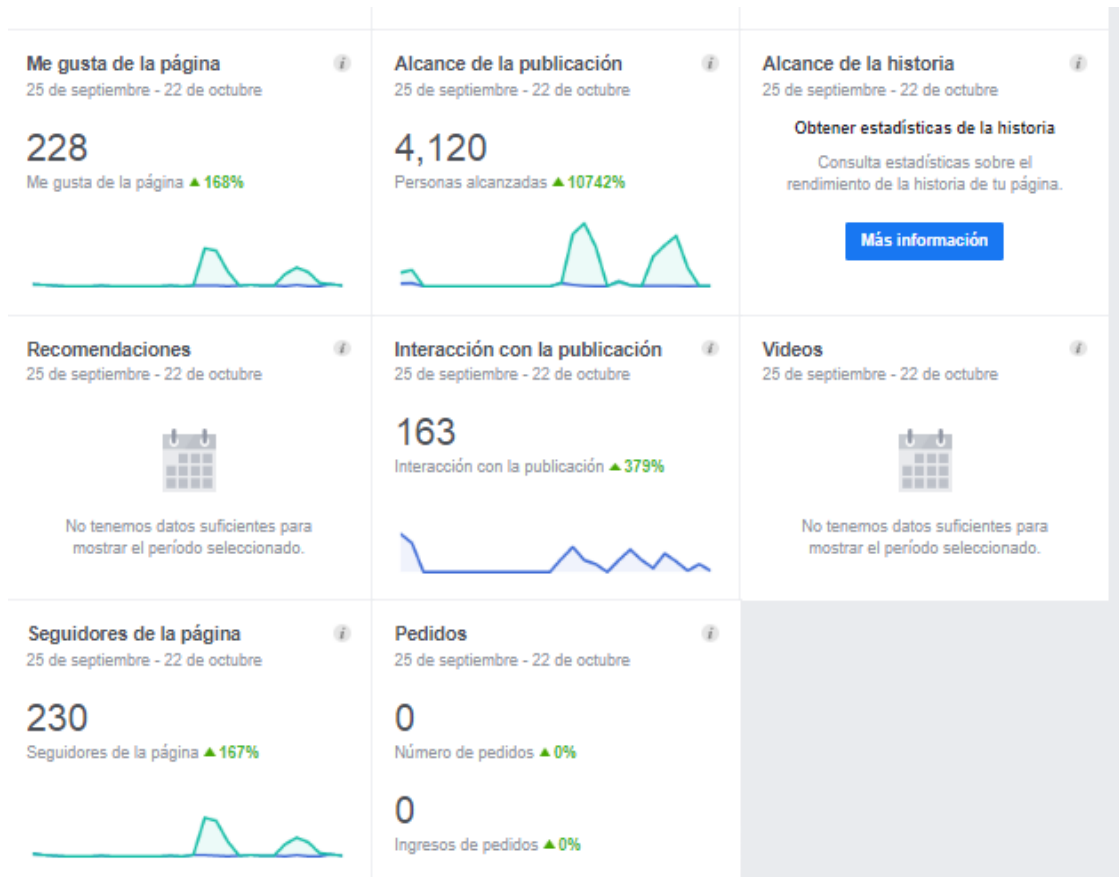 Me gusta de la página
25 de septiembre - 22 de octubre
228
Me gusta de la página ▲ 168%
Alcance de la publicación
25 de septiembre - 22 de octubre
4,120
Personas alcanzadas ▲ 10742%
Alcance de la historia
25 de septiembre - 22 de octubre
Obtener estadísticas de la historia
Consulta estadísticas sobre el
rendimiento de la historia de tu página.
Más información
Recomendaciones
25 de septiembre - 22 de octubre
No tenemos datos suficientes para
mostrar el período seleccionado.
Interacción con la publicación
25 de septiembre - 22 de octubre
163
Interacción con la publicación ▲ 379%
Videos
25 de septiembre - 22 de octubre
No tenemos datos suficientes para
mostrar el período seleccionado.
Seguidores de la página
25 de septiembre - 22 de octubre
230
Seguidores de la página ▲ 167%
Pedidos
25 de septiembre - 22 de octubre
0
Número de pedidos ▲ 0%
0
Ingresos de pedidos ▲ 0%